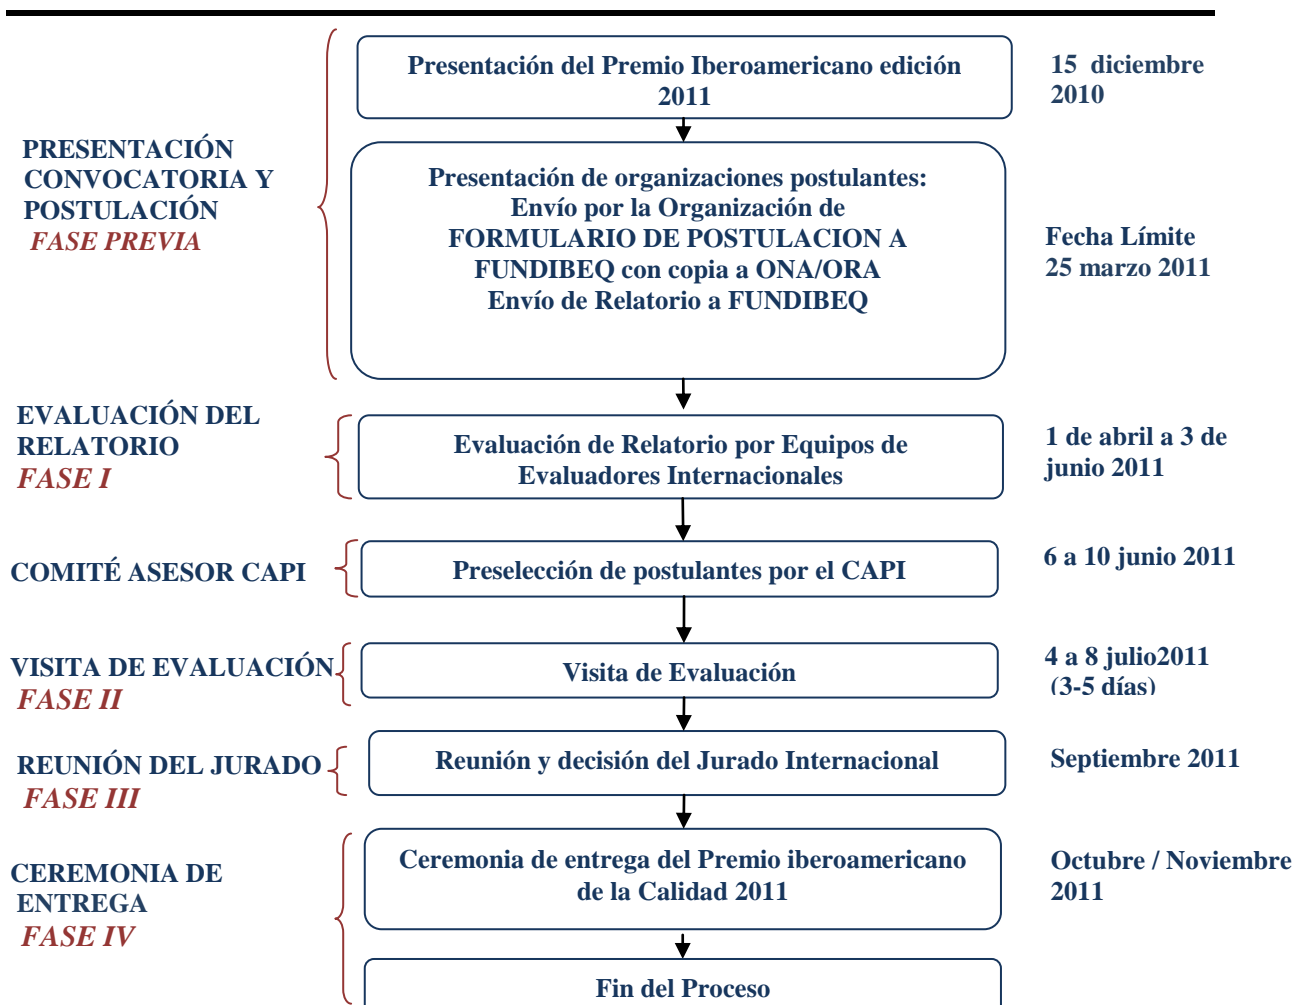 Presentación del Premio Iberoamericano edición
2011
15 diciembre
2010
PRESENTACIÓN
CONVOCATORIA Y
POSTULACIÓN
FASE PREVIA
Presentación de organizaciones postulantes:
Envío por la Organización de
FORMULARIO DE POSTULACION A
FUNDIBEQ con copia a ONA/ORA
Envío de Relatorio a FUNDIBEQ
Fecha Límite
25 marzo 2011
EVALUACIÓN DEL
RELATORIO
FASE I
Evaluación de Relatorio por Equipos de
Evaluadores Internacionales
1 de abril a 3 de
junio 2011
COMITÉ ASESOR CAPI
Preselección de postulantes por el CAPI
6 a 10 junio 2011
VISITA DE EVALUACIÓN
FASE II
Visita de Evaluación
4 a 8 julio2011
(3-5 días)
REUNIÓN DEL JURADO
FASE III
Reunión y decisión del Jurado Internacional
Septiembre 2011
CEREMONIA DE
ENTREGA
FASE IV
Ceremonia de entrega del Premio iberoamericano
de la Calidad 2011
Octubre / Noviembre
2011
Fin del Proceso